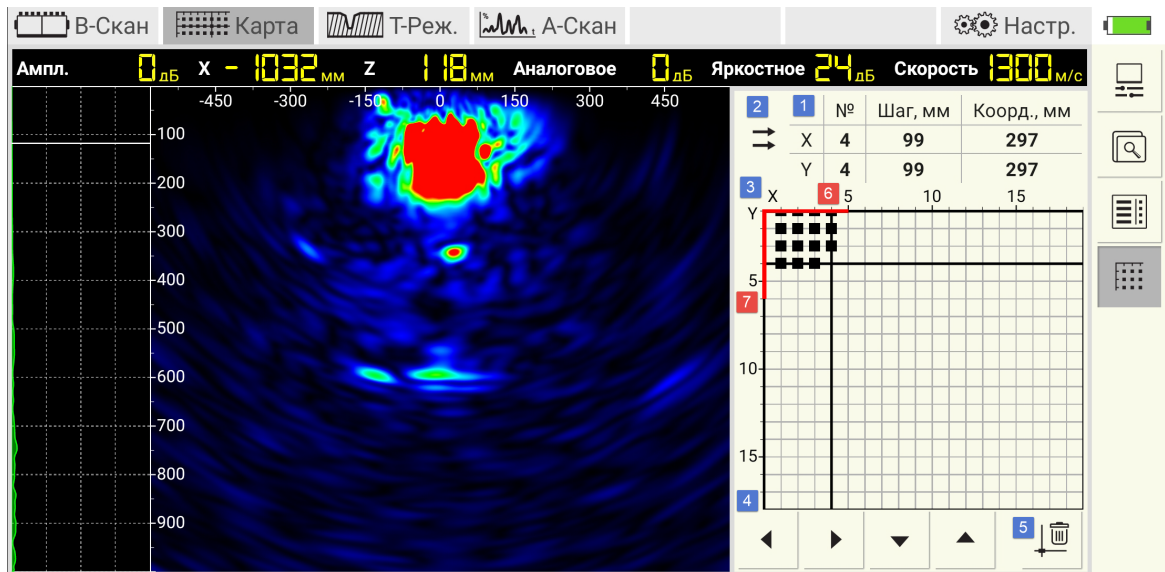 В-Скан Карта Т-Реж. % t А-Скан Настр.
Ампл. 0 дБ X -1032 мм Z 118 мм Аналоговое 0 дБ Яркостное 24 дБ Скорость 1300 м/с
-450 -300 -150 0 150 300 450
100
200
300
400
500
600
700
800
900
2 1 № Шаг, мм Коорд., мм
X 4 99 297
Y 4 99 297
3 X 6 5 10 15
Y
5
7
10
15
4
5